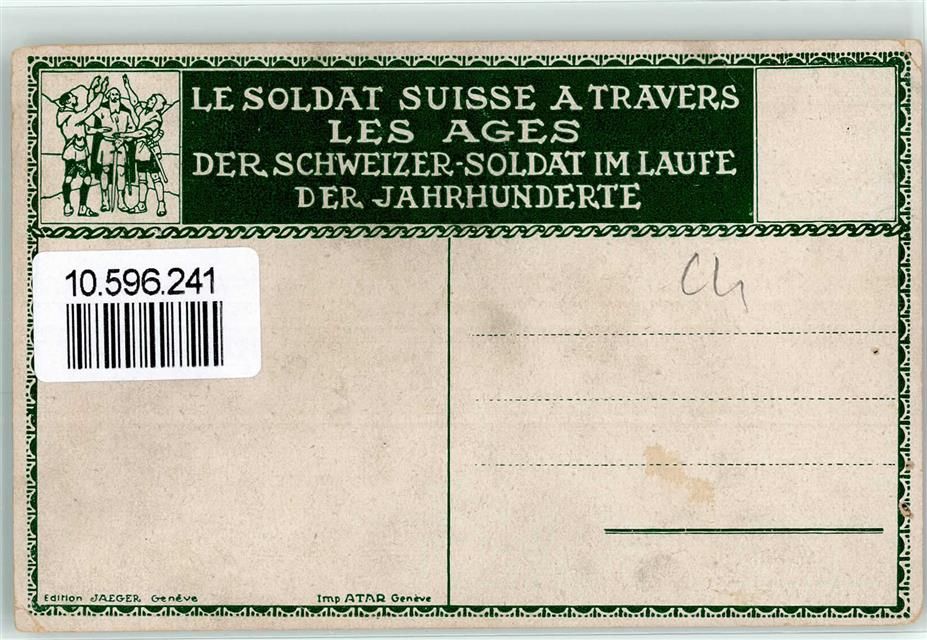 LE SOLDAT SUISSE A TRAVERS
LES AGES
DER SCHWEIZER-SOLDAT IM LAUFE
DER JAHRHUNDERTE
10.596.241
Ch
Edition JAEGER Genève
Imp ATAR Genève